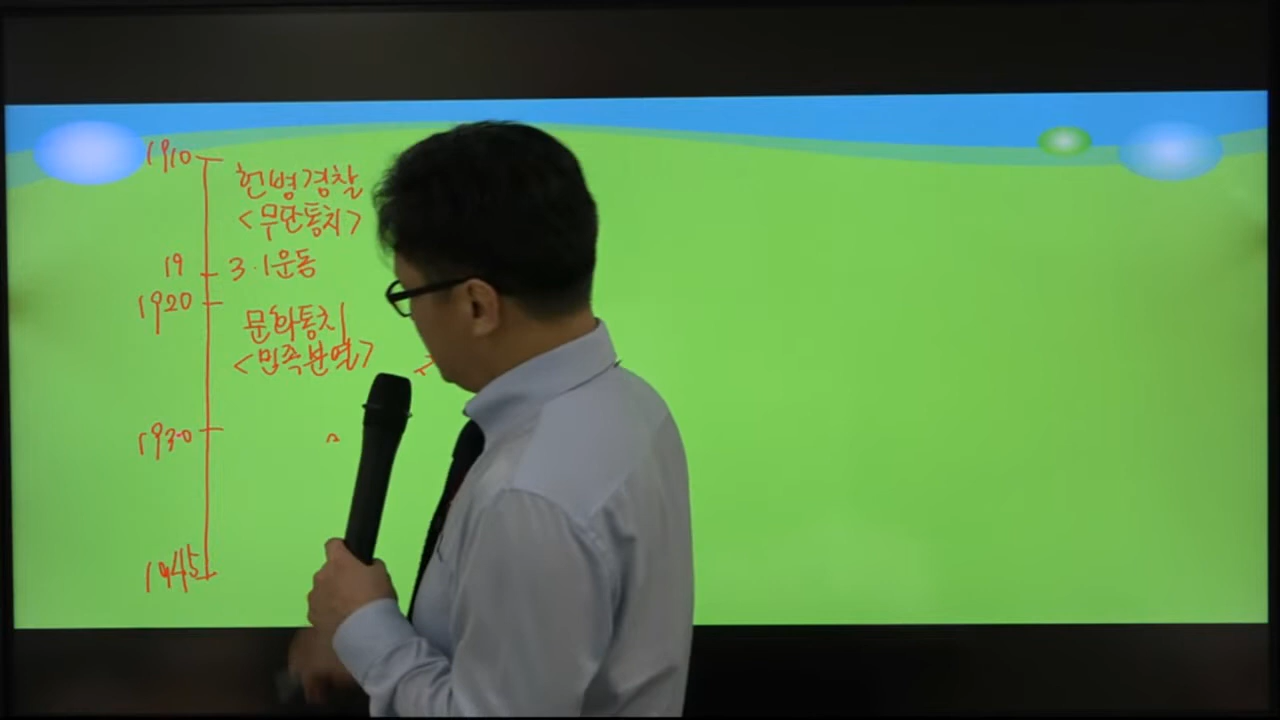 1910
헌병경찰
<무단통치>
19 3·1운동
1920
문화통치
<민족분열>
1930
1945